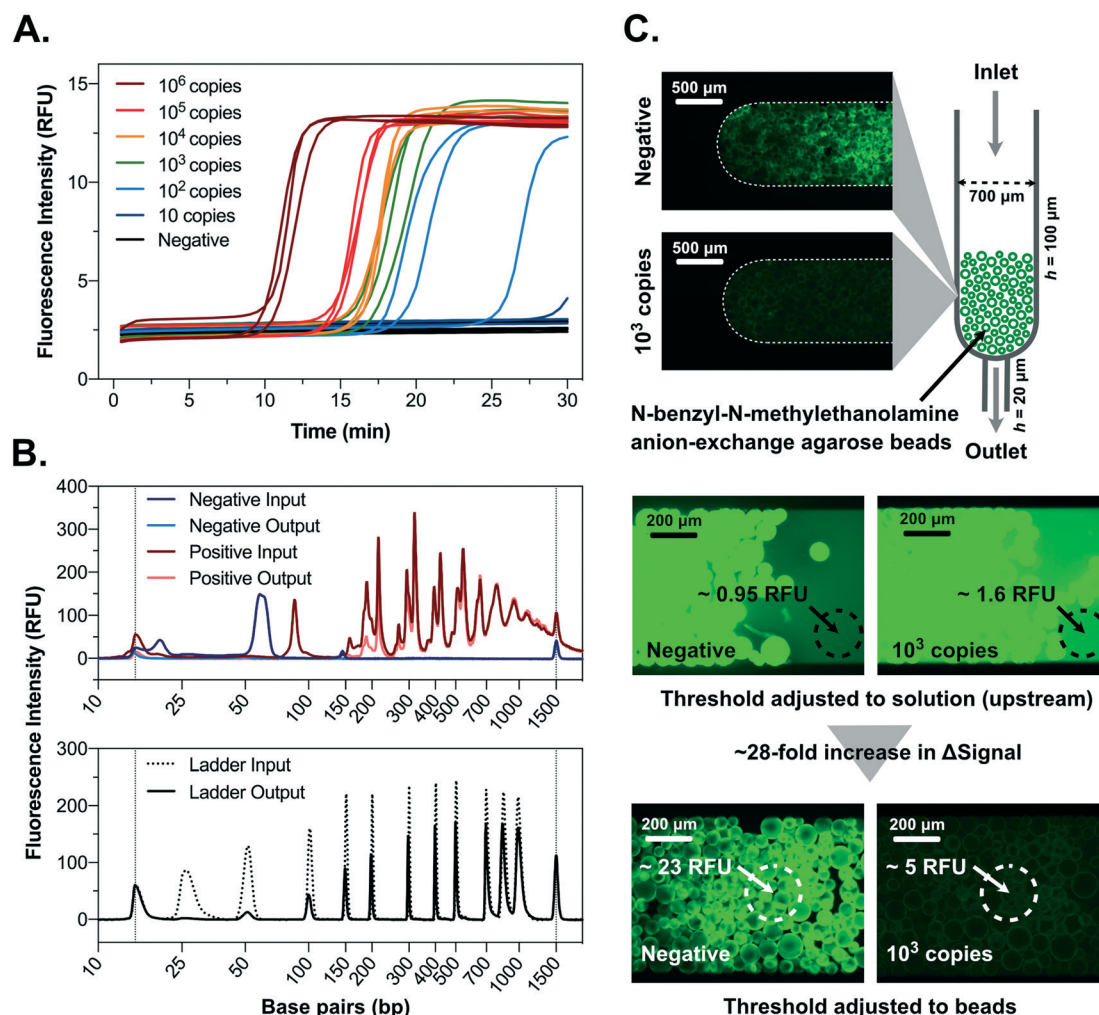 A.
Fluorescence Intensity (RFU)
15
10
5
0
10⁶ copies
10⁵ copies
10⁴ copies
10³ copies
10² copies
10 copies
Negative
0 5 10 15 20 25 30
Time (min)
B.
Fluorescence Intensity (RFU)
400
300
200
100
0
Negative Input
Negative Output
Positive Input
Positive Output
10 25 50 100 150 200 300 400 500 700 1000 1500
300
200
100
0
Ladder Input
Ladder Output
10 25 50 100 150 200 300 400 500 700 1000 1500
Base pairs (bp)
C.
Negative
500 µm
10³ copies
500 µm
Inlet
700 µm
h = 100 µm
h = 20 µm
N-benzyl-N-methylethanolamine
anion-exchange agarose beads
Outlet
200 µm
~ 0.95 RFU
Negative
200 µm
~ 1.6 RFU
10³ copies
Threshold adjusted to solution (upstream)
~28-fold increase in ΔSignal
200 µm
~ 23 RFU
Negative
200 µm
~ 5 RFU
10³ copies
Threshold adjusted to beads